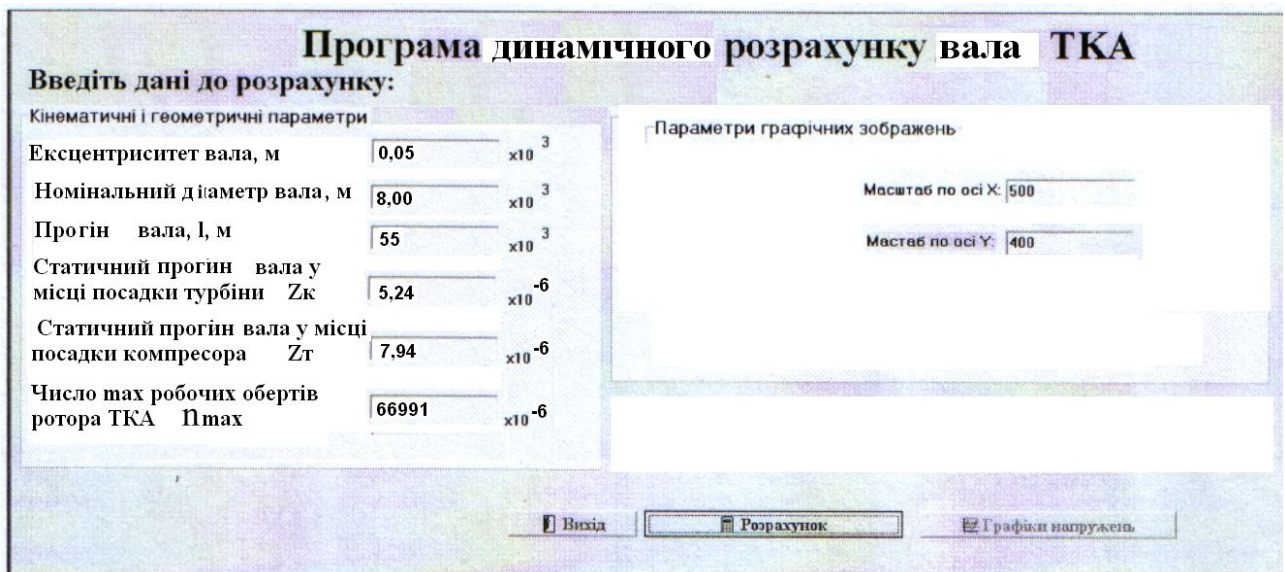 Програма динамічного розрахунку вала ТКА
Введіть дані до розрахунку:
Кінематичні і геометричні параметри
Ексцентриситет вала, м 0,05 x10 3
Номінальний діаметр вала, м 8,00 x10 3
Прогін вала, l, м 55 x10 3
Статичний прогин вала у
місці посадки турбіни Zк 5,24 x10 -6
Статичний прогин вала у місці
посадки компресора Zт 7,94 x10 -6
Число max робочих обертів
ротора ТКА nmax 66991 x10 -6
Параметри графічних зображень
Масштаб по осі X: 500
Мастаб по осі Y: 400
Вихід
Розрахунок
Графіки напружень